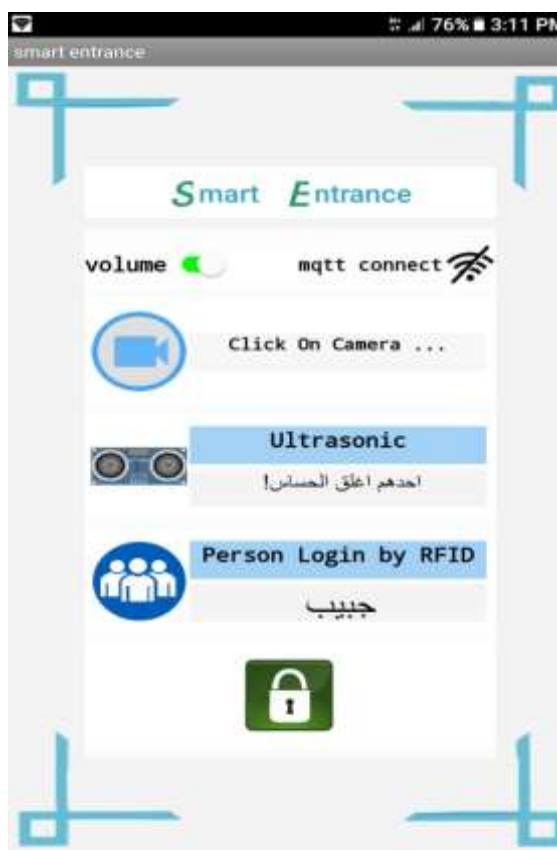 76% 3:11 PM
smart entrance
Smart Entrance
volume mqtt connect
Click On Camera ...
Ultrasonic
احدهم اغلق الحساس!
Person Login by RFID
جبيب